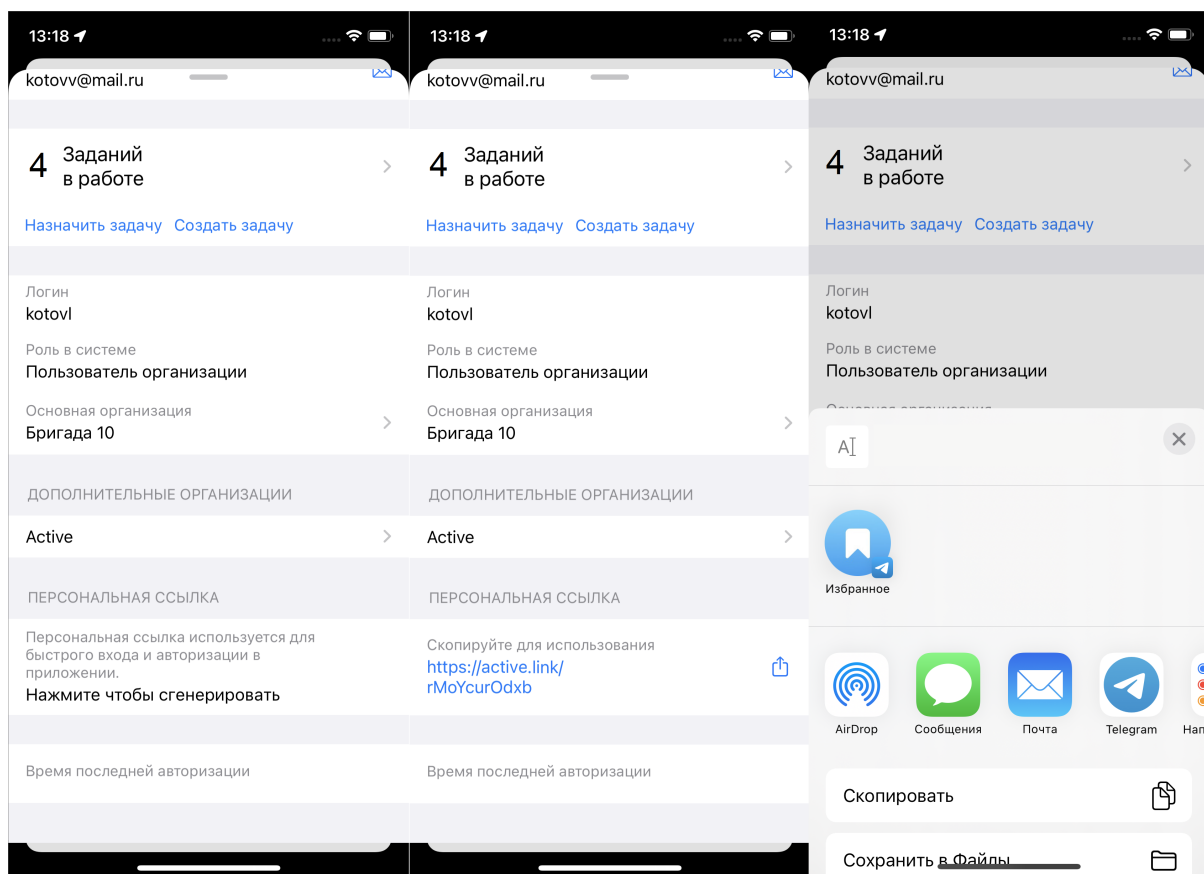 13:18
kotovv@mail.ru
4
Заданий
в работе
Назначить задачу Создать задачу
Логин
kotovl
Роль в системе
Пользователь организации
Основная организация
Бригада 10
ДОПОЛНИТЕЛЬНЫЕ ОРГАНИЗАЦИИ
Active
ПЕРСОНАЛЬНАЯ ССЫЛКА
Персональная ссылка используется для
быстрого входа и авторизации в
приложении.
Нажмите чтобы сгенерировать
Время последней авторизации
13:18
kotovv@mail.ru
4
Заданий
в работе
Назначить задачу Создать задачу
Логин
kotovl
Роль в системе
Пользователь организации
Основная организация
Бригада 10
ДОПОЛНИТЕЛЬНЫЕ ОРГАНИЗАЦИИ
Active
ПЕРСОНАЛЬНАЯ ССЫЛКА
Скопируйте для использования
https://active.link/
rMoYcurOdxb
Время последней авторизации
13:18
kotovv@mail.ru
4
Заданий
в работе
Назначить задачу Создать задачу
Логин
kotovl
Роль в системе
Пользователь организации
Основная организация
A
Избранное
AirDrop Сообщения Почта Telegram Нап
Скопировать
Сохранить в Файлы